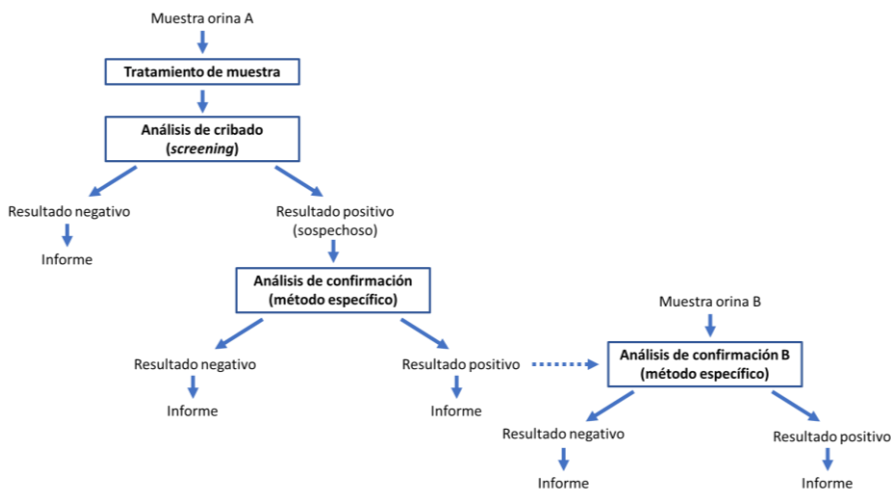 Muestra orina A
Tratamiento de muestra
Análisis de cribado
(screening)
Resultado negativo
Informe
Resultado positivo
(sospechoso)
Análisis de confirmación
(método específico)
Resultado negativo
Informe
Resultado positivo
Informe
Muestra orina B
Análisis de confirmación B
(método específico)
Resultado negativo
Informe
Resultado positivo
Informe